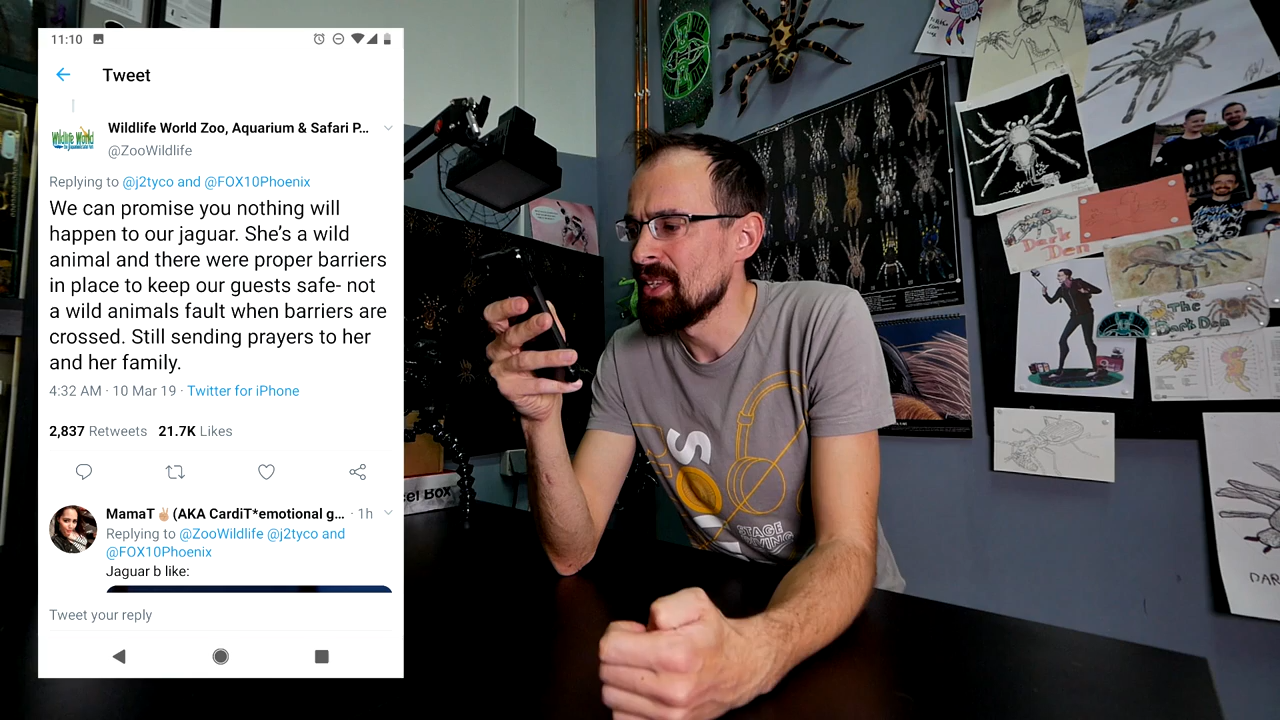 11:10
Tweet
Wildlife World
Wildlife World Zoo, Aquarium & Safari P...
@ZooWildlife
Replying to @j2tyco and @FOX10Phoenix
We can promise you nothing will
happen to our jaguar. She’s a wild
animal and there were proper barriers
in place to keep our guests safe- not
a wild animals fault when barriers are
crossed. Still sending prayers to her
and her family.
4:32 AM · 10 Mar 19 · Twitter for iPhone
2,837 Retweets 21.7K Likes
MamaT ✌🏼 (AKA CardiT*emotional g... · 1h
Replying to @ZooWildlife @j2tyco and
@FOX10Phoenix
Jaguar b like:
Tweet your reply
STAGE
DIVING
Dark
Den
The
Dark Den